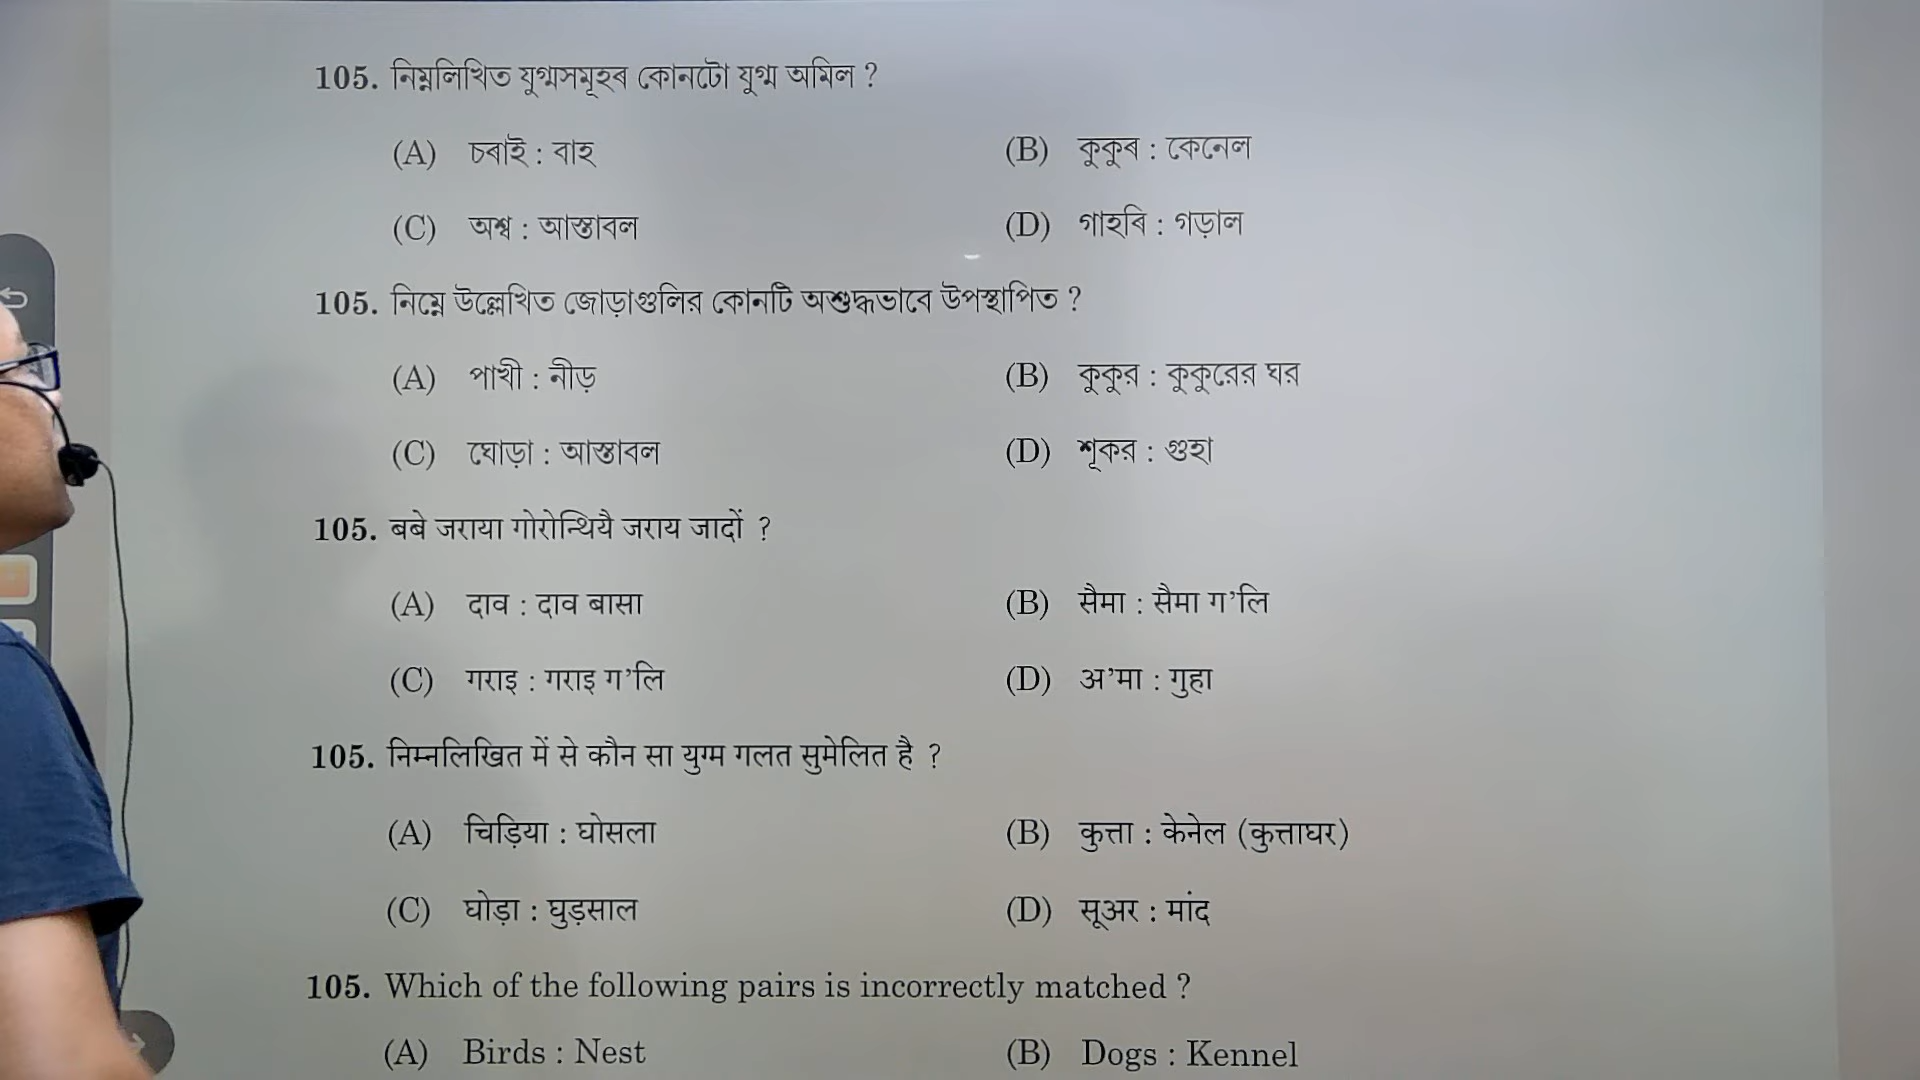 105. নিম্নলিখিত যুগ্মসমূহৰ কোনটো যুগ্ম অমিল ?
(A) চৰাই : বাহ (B) কুকুৰ : কেনেল
(C) অশ্ব : আস্তাবল (D) গাহৰি : গড়াল
105. নিম্নে উল্লেখিত জোড়াগুলির কোনটি অশুদ্ধভাবে উপস্থাপিত ?
(A) পাখী : নীড় (B) কুকুর : কুকুরের ঘর
(C) ঘোড়া : আস্তাবল (D) শূকর : গুহা
105. बबे जराया गोरोन्थियै जराय जादों ?
(A) दाव : दाव बासा (B) सैमा : सैमा ग’लि
(C) गराइ : गराइ ग’लि (D) अ’मा : गुहा
105. निम्नलिखित में से कौन सा युग्म गलत सुमेलित है ?
(A) चिड़िया : घोसला (B) कुत्ता : केनेल (कुत्ताघर)
(C) घोड़ा : घुड़साल (D) सूअर : मांद
105. Which of the following pairs is incorrectly matched ?
(A) Birds : Nest (B) Dogs : Kennel